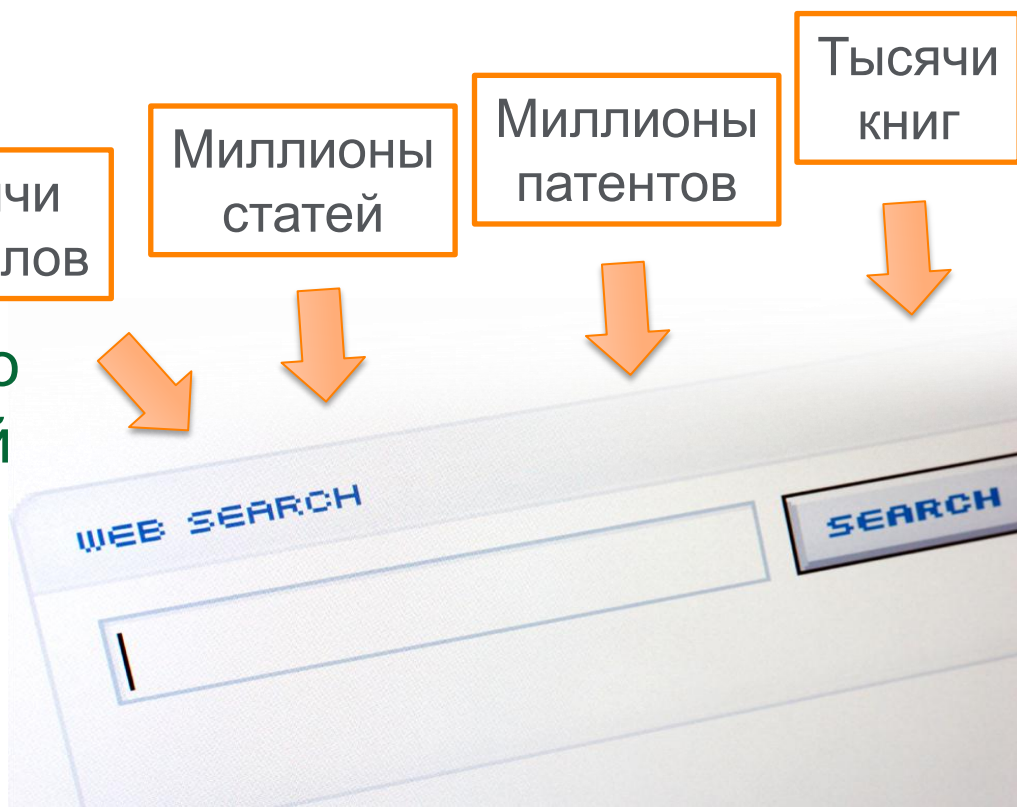 Тысячи
книг
Миллионы
патентов
Миллионы
статей
WEB SEARCH
SEARCH